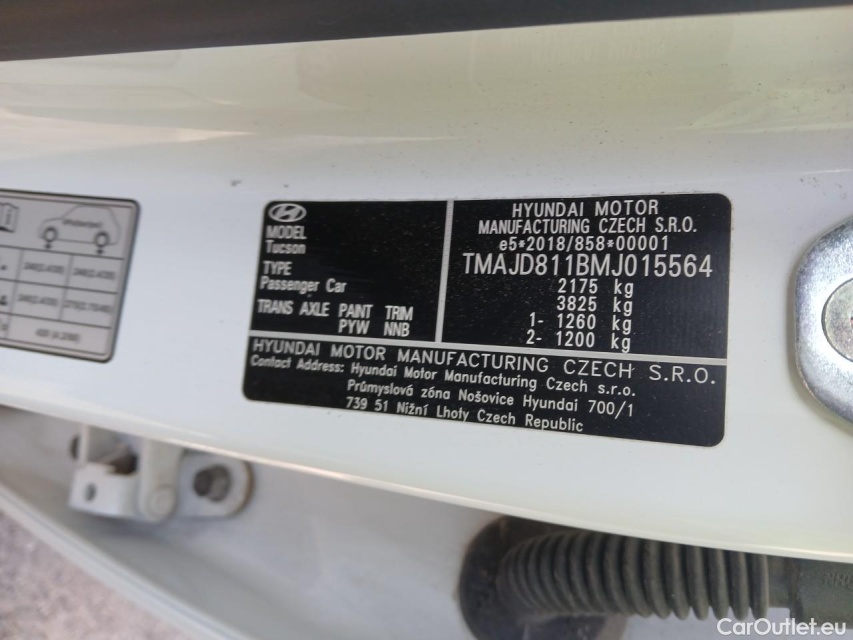 MODEL
Tucson
TYPE
Passenger Car
TRANS AXLE PAINT TRIM
PYW NNB
HYUNDAI MOTOR
MANUFACTURING CZECH S.R.O.
e5*2018/858*00001
TMAJD811BMJ015564
2175 kg
3825 kg
1- 1260 kg
2- 1200 kg
HYUNDAI MOTOR MANUFACTURING CZECH S.R.O.
Contact Address: Hyundai Motor Manufacturing Czech s.r.o.
Průmyslová zóna Nošovice Hyundai 700/1
739 51 Nižní Lhoty Czech Republic
CarOutlet.eu